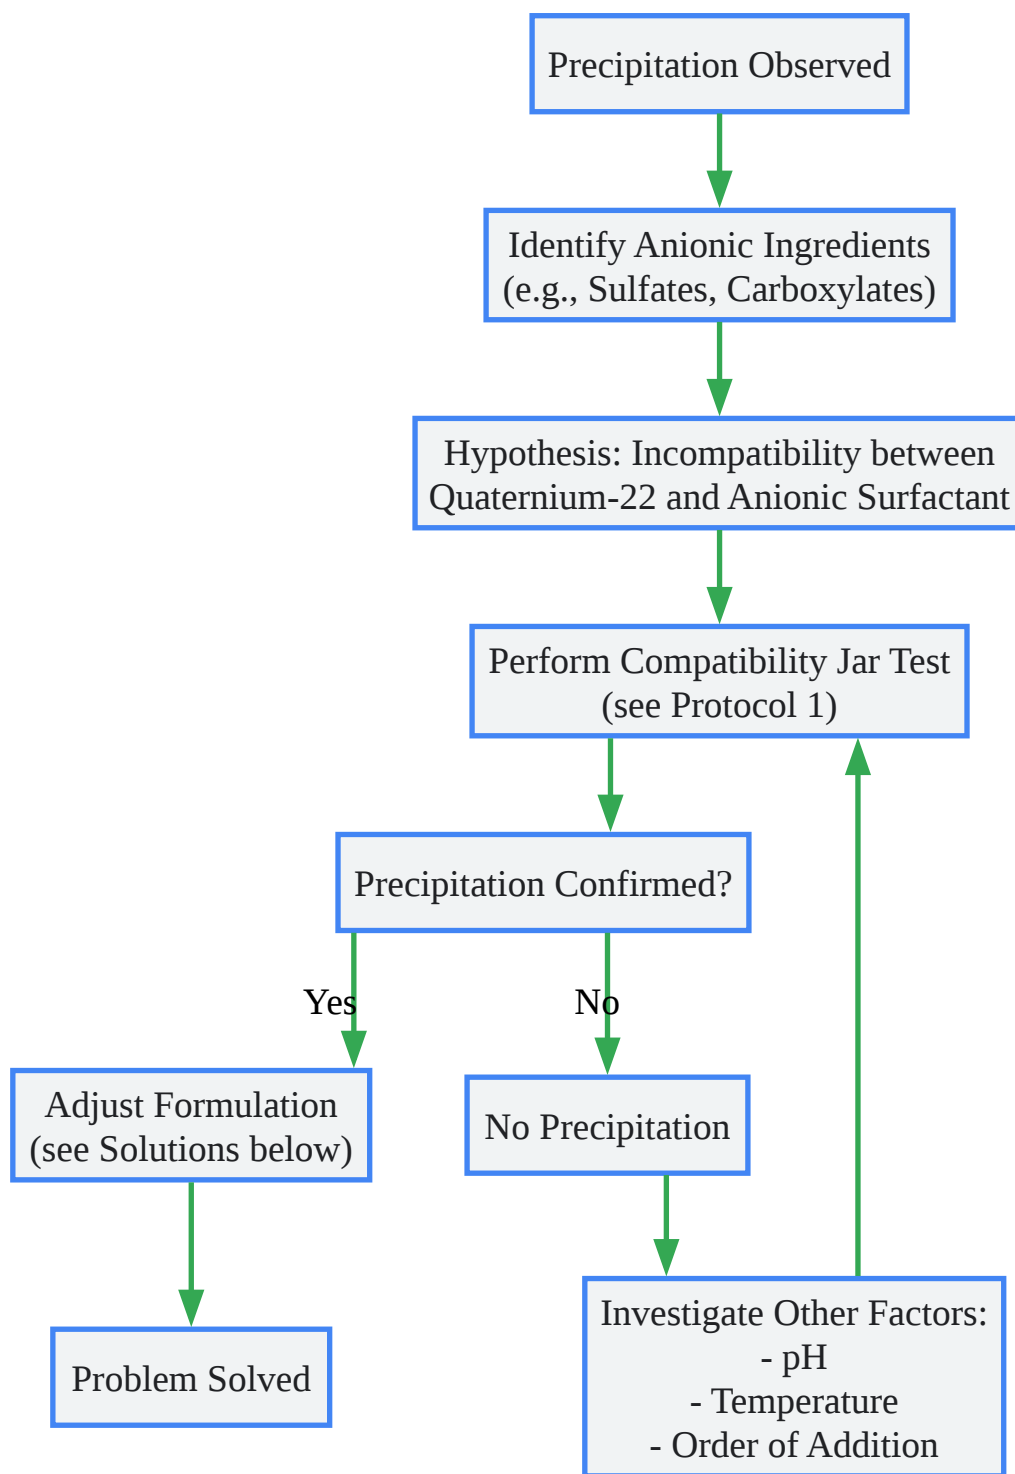 Precipitation Observed
Identify Anionic Ingredients
(e.g., Sulfates, Carboxylates)
Hypothesis: Incompatibility between
Quaternium-22 and Anionic Surfactant
Perform Compatibility Jar Test
(see Protocol 1)
Precipitation Confirmed?
Yes
No
Adjust Formulation
(see Solutions below)
No Precipitation
Problem Solved
Investigate Other Factors:
- pH
- Temperature
- Order of Addition